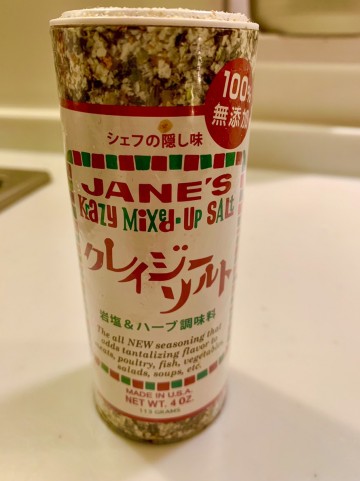 100%
無添加
シェフの隠し味
JANE'S
Krazy Mixed-Up Salt
クレイジー
ソルト
岩塩&ハーブ調味料
The all NEW seasoning that
adds tantalizing flavor to
meats, poultry, fish, vegetables,
salads, soups, etc.
MADE IN U.S.A.
NET WT. 4 OZ.
113 GRAMS